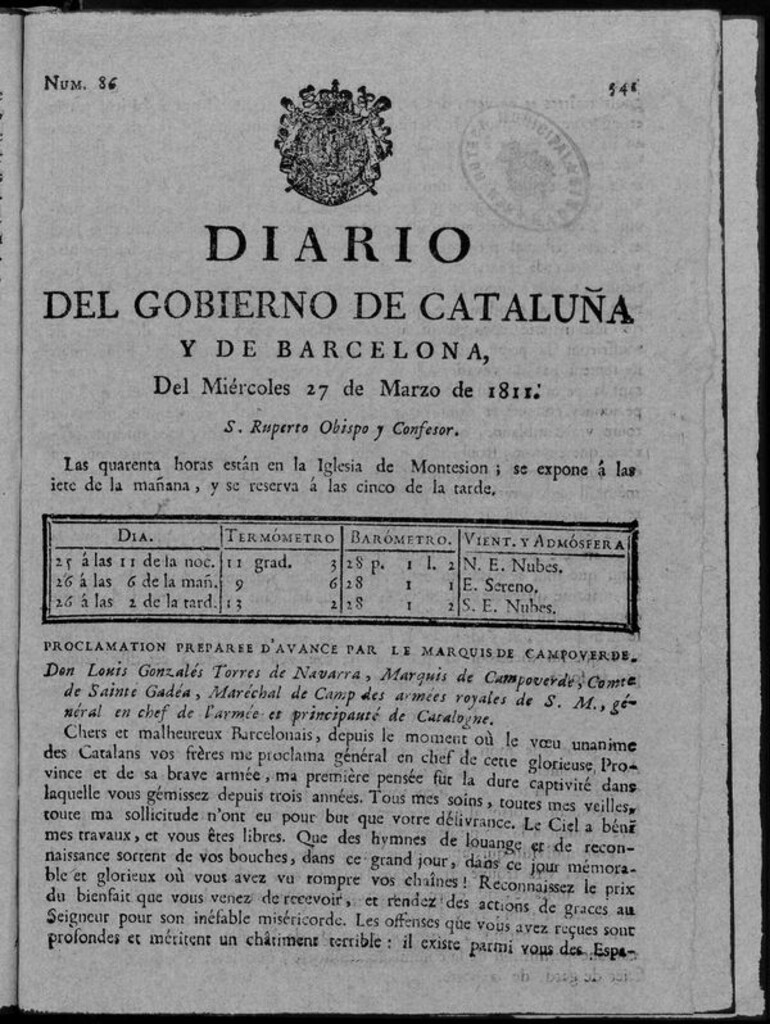 NUM. 86
541
DIARIO
DEL GOBIERNO DE CATALUÑA
Y DE BARCELONA,
Del Miércoles 27 de Marzo de 1811.
S. Ruperto Obispo y Confesor.
Las quarenta horas están en la Iglesia de Montesion ; se expone á las
iete de la mañana , y se reserva á las cinco de la tarde.
DIA. TERMÓMETRO BARÓMETRO. VIENT. Y ADMÓSFERA
25 á las 11 de la noc. 11 grad. 3 28 p. 1 l. 2 N. E. Nubes.
26 á las 6 de la mañ. 9 6 28 1 1 E. Sereno.
26 á las 2 de la tard. 13 2 28 1 2 S. E. Nubes.
PROCLAMATION PREPAREE D'AVANCE PAR LE MARQUIS DE CAMPOVERDE.
Don Louis Gonzalés Torres de Navarra , Marquis de Campoverde , Comte
de Sainte Gadéa , Maréchal de Camp des armées royales de S. M. , gé-
néral en chef de l'armée et principauté de Catalogne.
Chers et malheureux Barcelonais, depuis le moment où le vœu unanime
des Catalans vos frères me proclama général en chef de cette glorieuse Pro-
vince et de sa brave armée , ma première pensée fût la dure captivité dans
laquelle vous gémissez depuis trois années. Tous mes soins , toutes mes veilles,
toute ma sollicitude n'ont eu pour but que votre délivrance. Le Ciel a béni
mes travaux, et vous êtes libres. Que des hymnes de louange et de recon-
naissance sortent de vos bouches, dans ce grand jour, dans ce jour mémora-
ble et glorieux où vous avez vu rompre vos chaînes ! Reconnaissez le prix
du bienfait que vous venez de recevoir , et rendez des actions de graces au
Seigneur pour son inéfable miséricorde. Les offenses que vous avez reçues sont
profondes et méritent un châtiment terrible : il existe parmi vous des Espa-